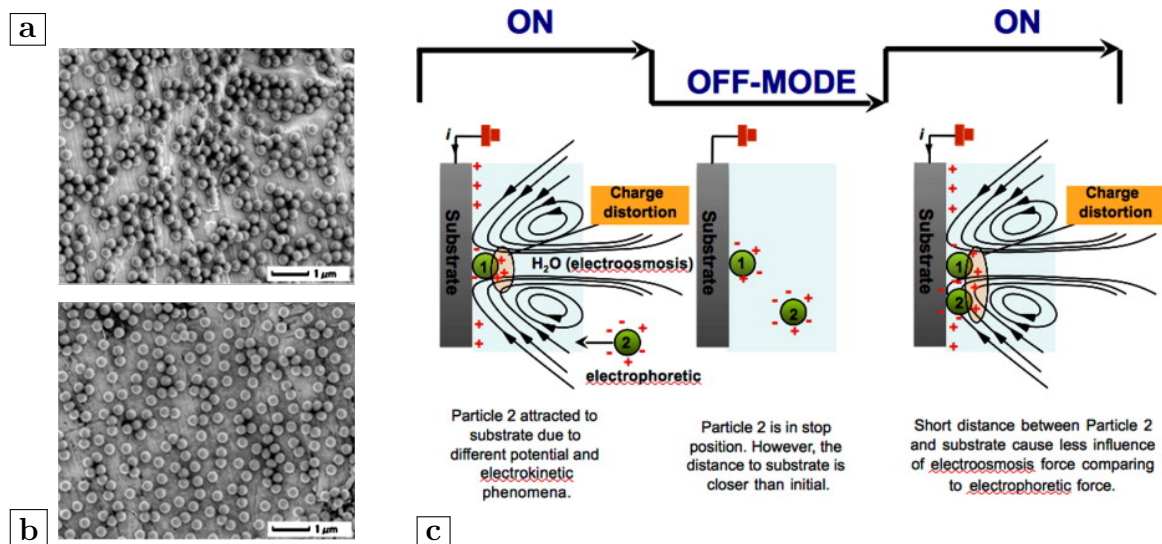 a
1 μm
b
1 μm
c
ON
OFF-MODE
ON
i
Substrate
+
+
+
-
1
-
+
+
+
+
+
+
Charge
distortion
H₂O (electroosmosis)
2
electrophoretic
Particle 2 attracted to
substrate due to
different potential and
electrokinetic
phenomena.
Substrate
1
2
Particle 2 is in stop
position. However, the
distance to substrate is
closer than initial.
i
Substrate
1
2
Charge
distortion
Short distance between Particle 2
and substrate cause less influence
of electroosmosis force comparing
to electrophoretic force.